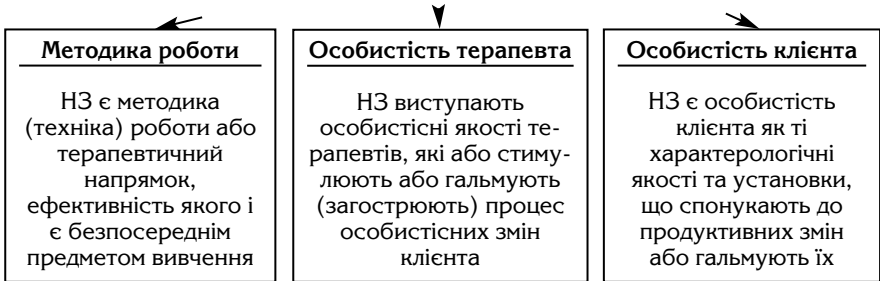 Методика роботи
НЗ є методика
(техніка) роботи або
терапевтичний
напрямок,
ефективність якого і
є безпосереднім
предметом вивчення
Особистість терапевта
НЗ виступають
особистісні якості те-
рапевтів, які або стиму-
люють або гальмують
(загострюють) процес
особистісних змін
клієнта
Особистість клієнта
НЗ є особистість
клієнта як ті
характерологічні
якості та установки,
що спонукають до
продуктивних змін
або гальмують їх